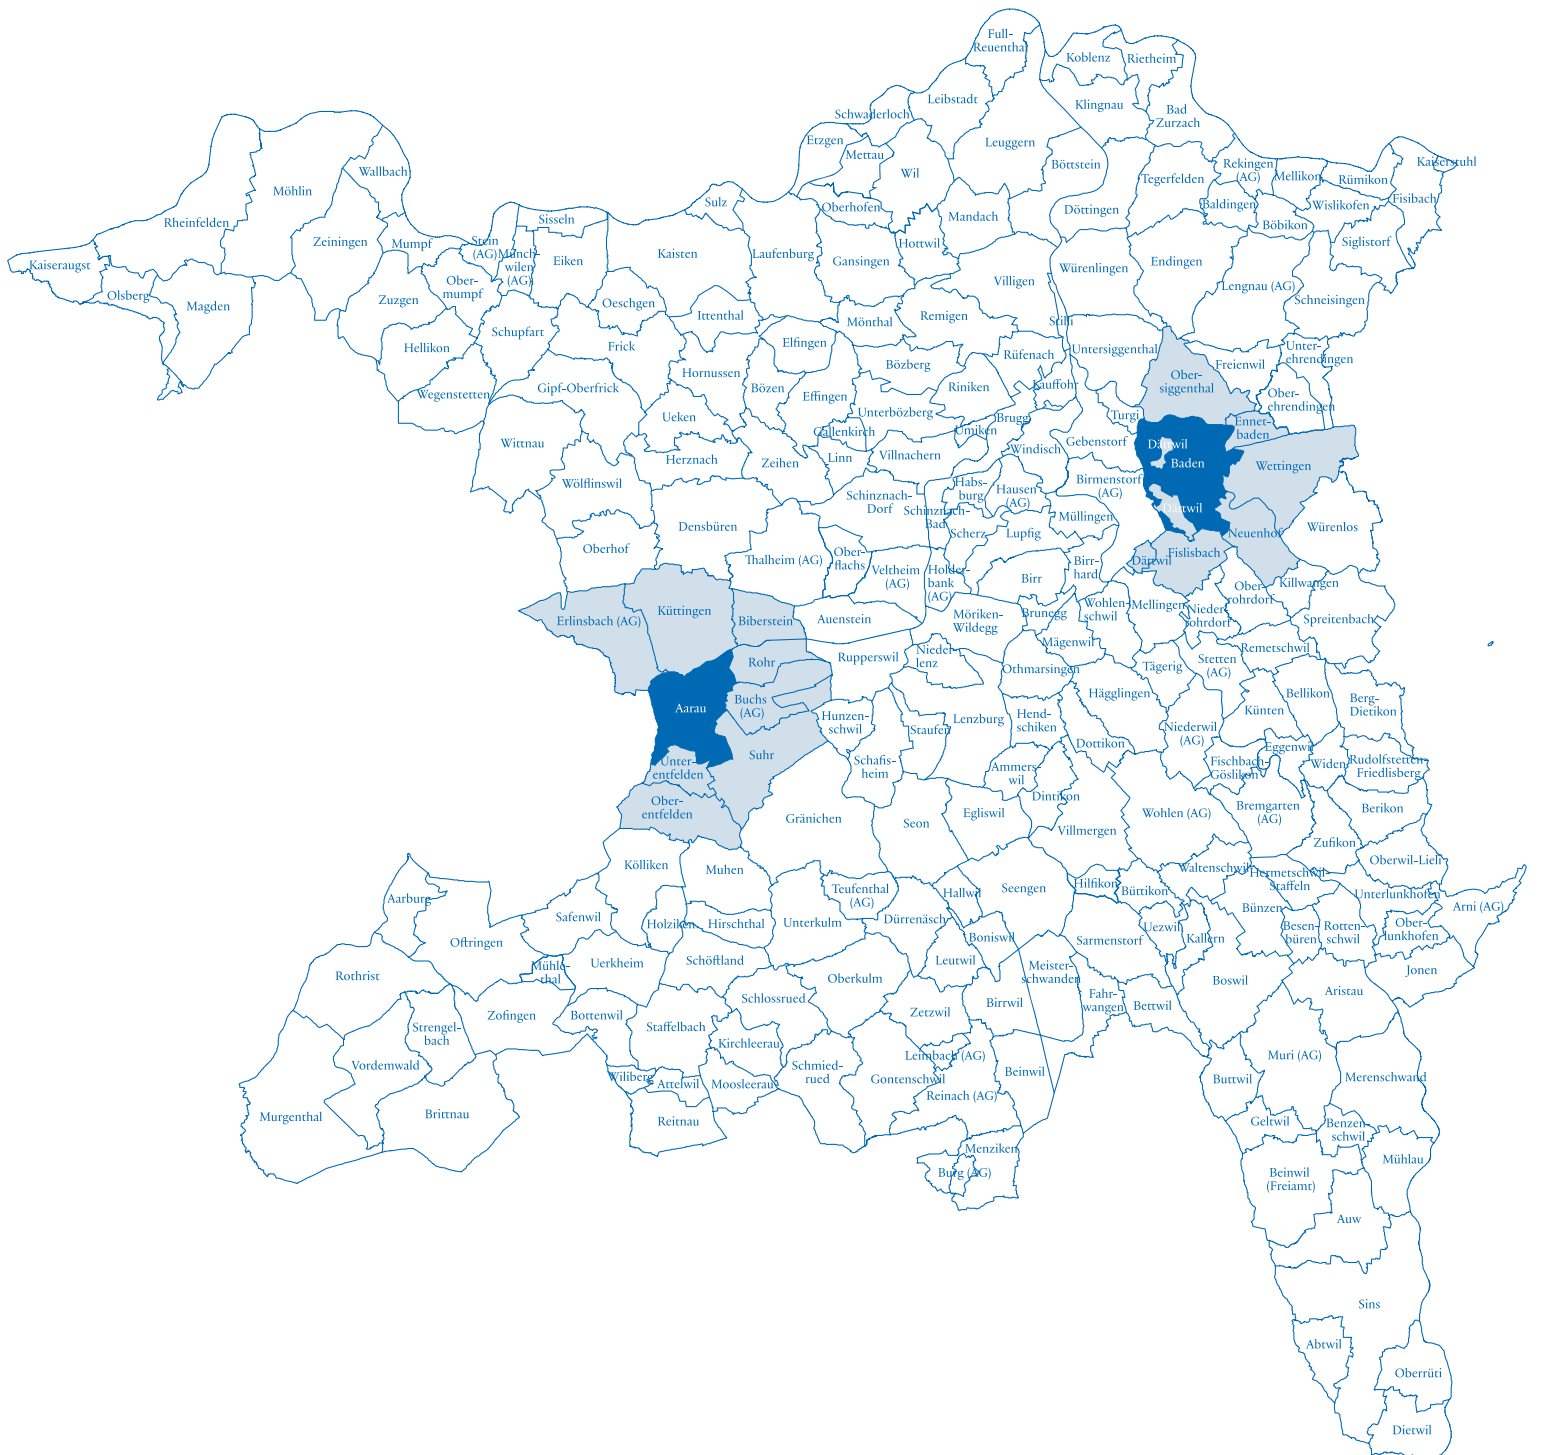 Full-
Reuenthal
Koblenz
Rietheim
Leibstadt
Klingnau
Schwaderloch
Bad
Zurzach
Etzgen
Mettau
Leuggern
Wil
Böttstein
Tegerfelden
Rekingen
(AG)
Mellikon
Rümikon
Kaiserstuhl
Wallbach
Möhlin
Fisibach
Sulz
Oberhofen
Mandach
Döttingen
Baldingen
Wislikofen
Böbikon
Rheinfelden
Sisseln
Zeiningen
Mumpf
Stein
(AG)
Münch-
wilen
(AG)
Hottwil
Siglistorf
Kaiseraugst
Eiken
Kaisten
Laufenburg
Gansingen
Villigen
Würenlingen
Endingen
Lengnau (AG)
Schneisingen
Olsberg
Magden
Zuzgen
Ober-
mumpf
Oeschgen
Ittenthal
Mönthal
Remigen
Stilli
Schupfart
Hellikon
Frick
Elfingen
Rüfenach
Untersiggenthal
Unter-
ehrendingen
Freienwil
Bözberg
Ober-
siggenthal
Hornussen
Wegenstetten
Gipf-Oberfrick
Bözen
Effingen
Riniken
Kauffohr
Ober-
ehrendingen
Ueken
Unterbözberg
Brugg
Turgi
Ennet-
baden
Gallenkirch
Umiken
Wittnau
Gebenstorf
Windisch
Dättwil
Baden
Wettingen
Herznach
Zeihen
Linn
Villnachern
Wölflinswil
Habs-
burg
Hausen
(AG)
Birmenstorf
(AG)
Schinznach-
Dorf
Schinznach-
Bad
Müllingen
Dättwil
Densbüren
Scherz
Lupfig
Neuenhof
Würenlos
Oberhof
Thalheim (AG)
Ober-
flachs
Veltheim
(AG)
Holder-
bank
(AG)
Birr
Birr-
hard
Dättwil
Fislisbach
Killwangen
Ober-
rohrdorf
Erlinsbach (AG)
Küttingen
Biberstein
Auenstein
Möriken-
Wildegg
Brunegg
Wohlen-
schwil
Mellingen
Nieder-
rohrdorf
Spreitenbach
Mägenwil
Remetschwil
Rohr
Rupperswil
Nieder-
lenz
Othmarsingen
Tägerig
Stetten
(AG)
Hägglingen
Bellikon
Berg-
Dietikon
Aarau
Buchs
(AG)
Hunzen-
schwil
Staufen
Lenzburg
Hend-
schiken
Künten
Niederwil
(AG)
Dottikon
Eggenwil
Suhr
Unter-
entfelden
Schafis-
heim
Ammers-
wil
Fischbach-
Göslikon
Widen
Rudolfstetten-
Friedlisberg
Dintikon
Ober-
entfelden
Gränichen
Seon
Egliswil
Villmergen
Wohlen (AG)
Bremgarten
(AG)
Berikon
Zufikon
Kölliken
Muhen
Oberwil-Lieli
Waltenschwil
Hermetschwil-
Staffeln
Aarburg
Teufenthal
(AG)
Hallwil
Seengen
Hilfikon
Büttikon
Unterlunkhofen
Arni (AG)
Bünzen
Safenwil
Holziken
Hirschthal
Unterkulm
Dürrenäsch
Uezwil
Kallern
Besen-
büren
Rotten-
schwil
Ober-
lunkhofen
Oftringen
Boniswil
Sarmenstorf
Leutwil
Rothrist
Mühle-
thal
Uerkheim
Schöftland
Oberkulm
Meister-
schwanden
Boswil
Jonen
Aristau
Schlossrued
Birrwil
Fahr-
wangen
Bettwil
Zofingen
Bottenwil
Zetzwil
Strengel-
bach
Staffelbach
Kirchleerau
Vordemwald
Leimbach (AG)
Muri (AG)
Wiliberg
Attelwil
Moosleerau
Schmied-
rued
Gontenschwil
Beinwil
Buttwil
Merenschwand
Reinach (AG)
Murgenthal
Brittnau
Reitnau
Geltwil
Benzen-
schwil
Menziken
Burg (AG)
Beinwil
(Freiamt)
Mühlau
Auw
Sins
Abtwil
Oberrüti
Dietwil